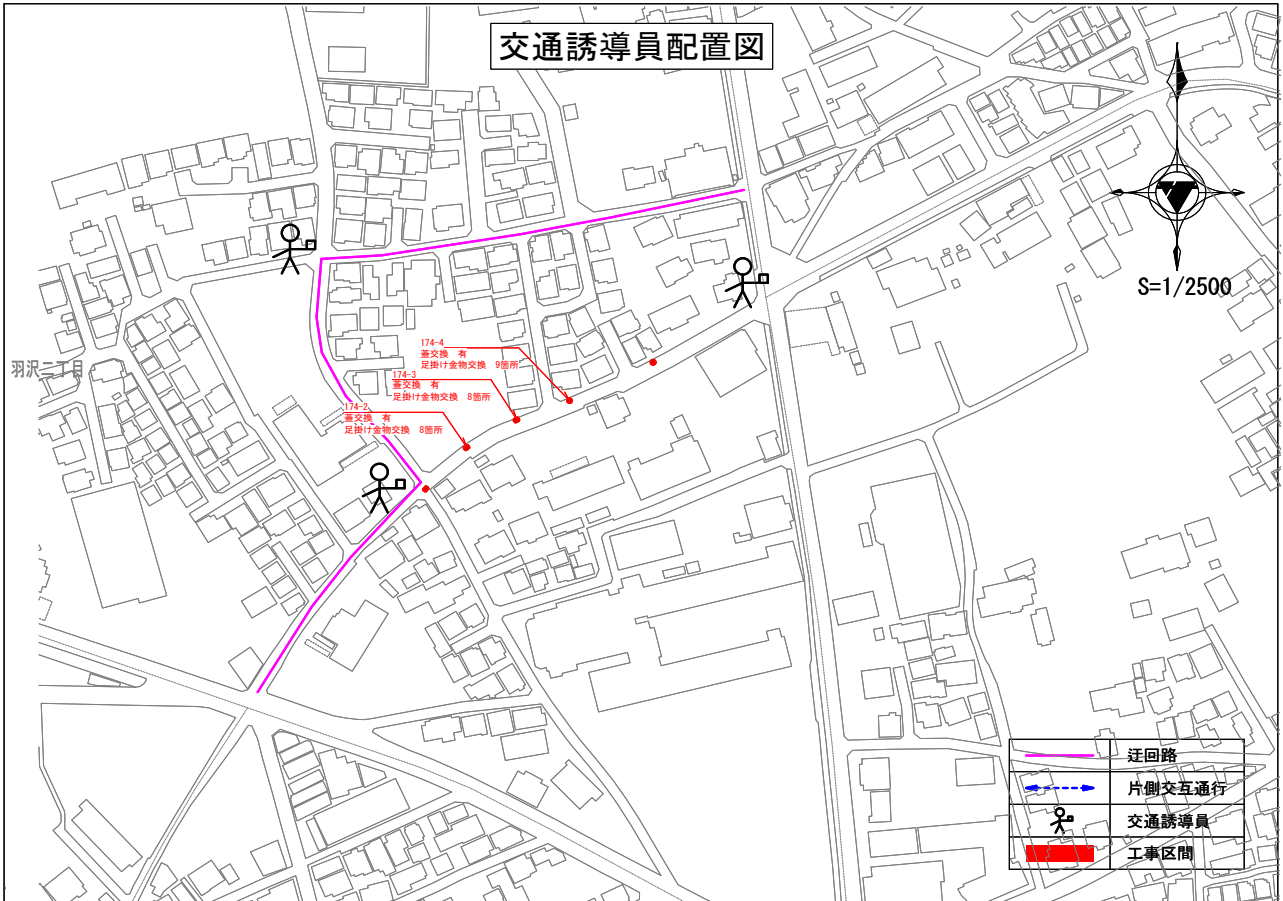 交通誘導員配置図
S=1/2500
羽沢二丁目
174-4
蓋交換 有
足掛け金物交換 9箇所
174-3
蓋交換 有
足掛け金物交換 8箇所
174-2
蓋交換 有
足掛け金物交換 8箇所
迂回路
片側交互通行
交通誘導員
工事区間